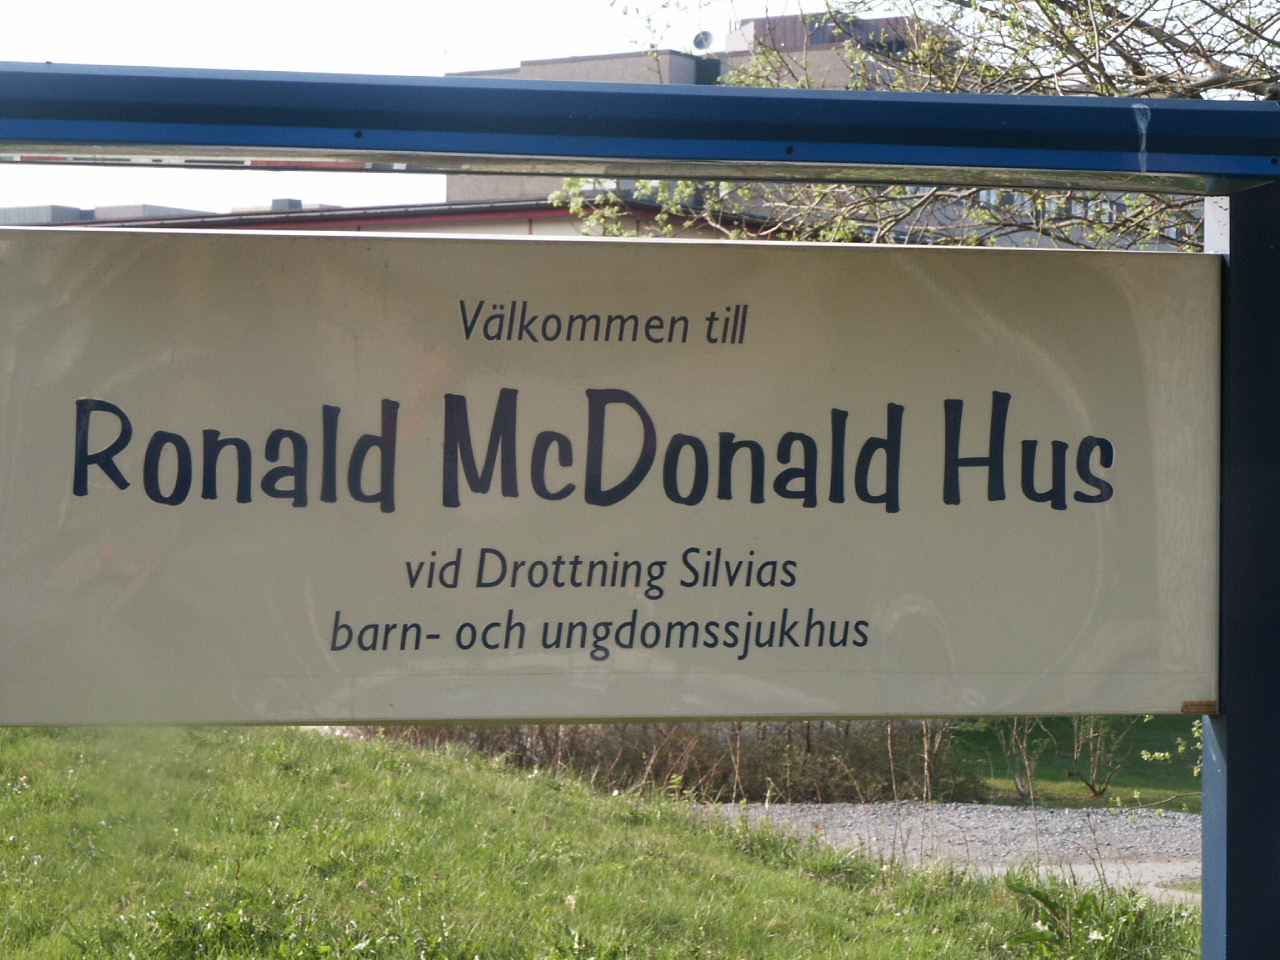 Välkommen till
Ronald McDonald Hus
vid Drottning Silvias
barn- och ungdomssjukhus